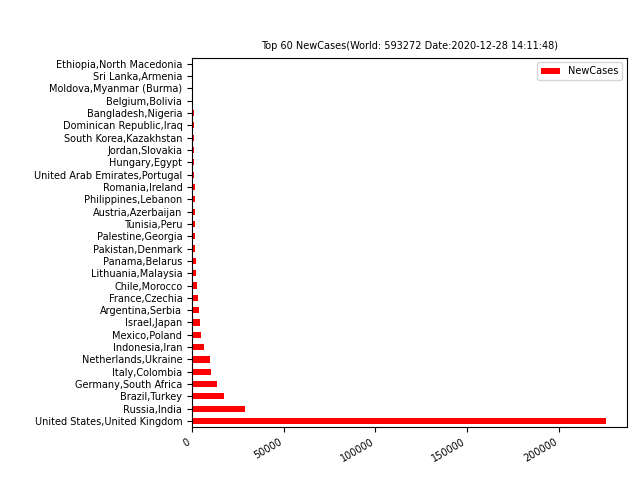 Top 60 NewCases(World: 593272 Date:2020-12-28 14:11:48)
NewCases
Ethiopia,North Macedonia
Sri Lanka,Armenia
Moldova,Myanmar (Burma)
Belgium,Bolivia
Bangladesh,Nigeria
Dominican Republic,Iraq
South Korea,Kazakhstan
Jordan,Slovakia
Hungary,Egypt
United Arab Emirates,Portugal
Romania,Ireland
Philippines,Lebanon
Austria,Azerbaijan
Tunisia,Peru
Palestine,Georgia
Pakistan,Denmark
Panama,Belarus
Lithuania,Malaysia
Chile,Morocco
France,Czechia
Argentina,Serbia
Israel,Japan
Mexico,Poland
Indonesia,Iran
Netherlands,Ukraine
Italy,Colombia
Germany,South Africa
Brazil,Turkey
Russia,India
United States,United Kingdom
0 50000 100000 150000 200000